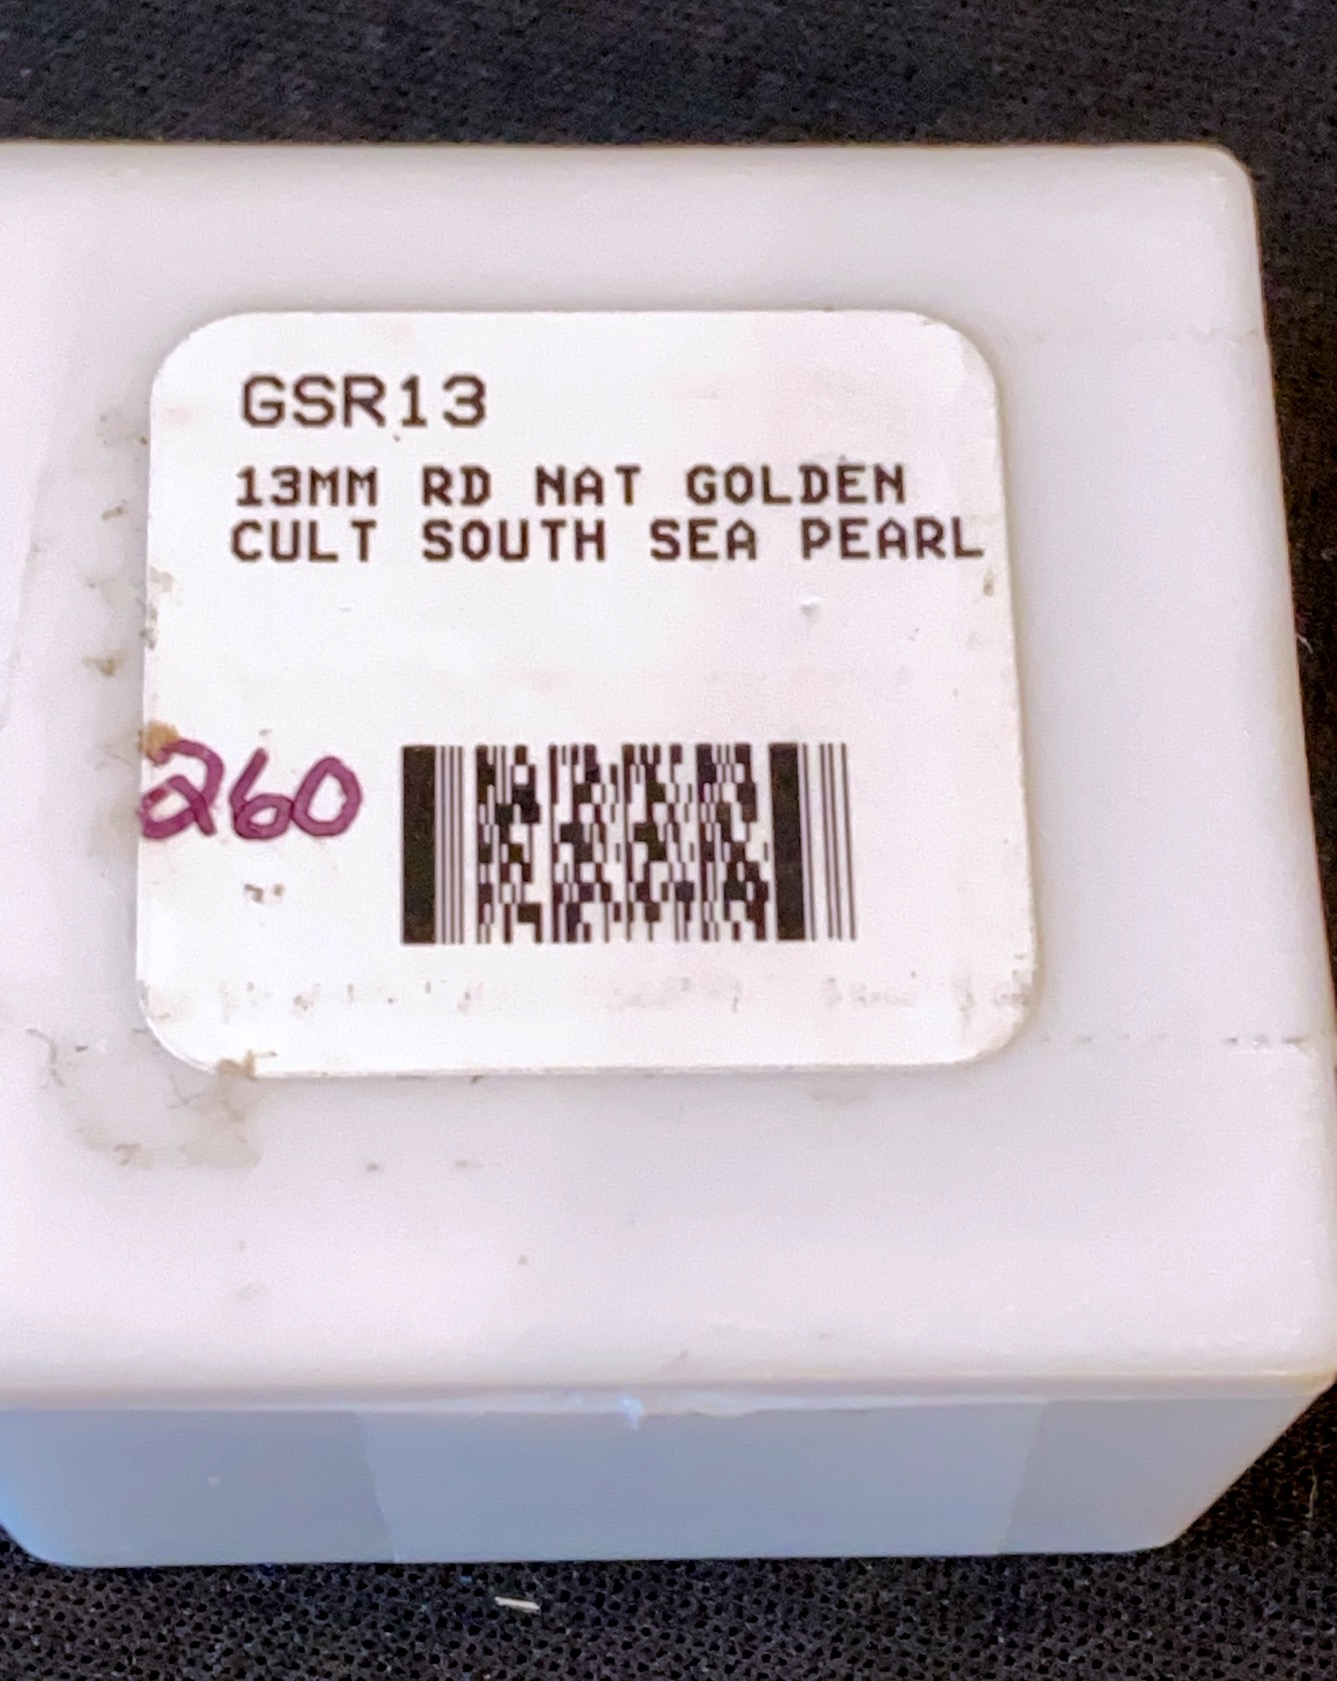 GSR13
13MM RD NAT GOLDEN
CULT SOUTH SEA PEARL
260